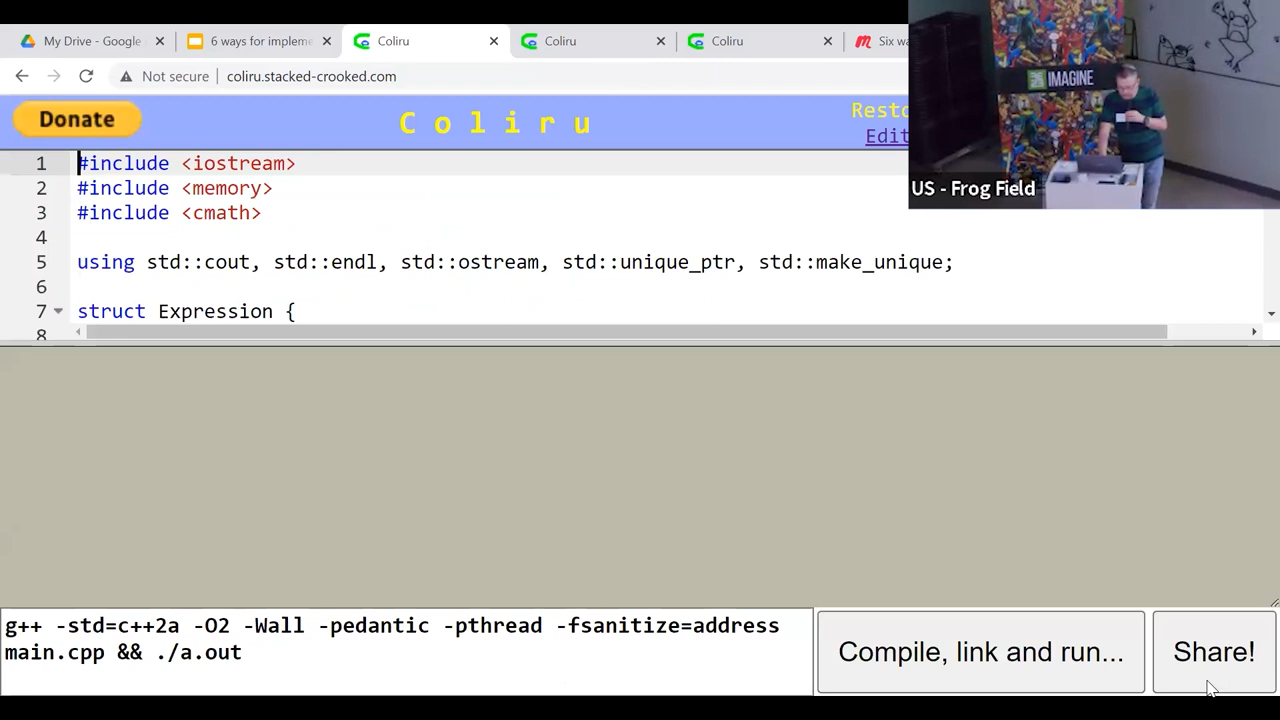 My Drive - Google
6 ways for impleme
Coliru
Coliru
Coliru
Six wa
Not secure
coliru.stacked-crooked.com
Donate
Coliru
Resto
Edit
1 #include <iostream>
2 #include <memory>
3 #include <cmath>
4
5 using std::cout, std::endl, std::ostream, std::unique_ptr, std::make_unique;
6
7 struct Expression {
8
IMAGINE
US - Frog Field
g++ -std=c++2a -O2 -Wall -pedantic -pthread -fsanitize=address
main.cpp && ./a.out
Compile, link and run...
Share!